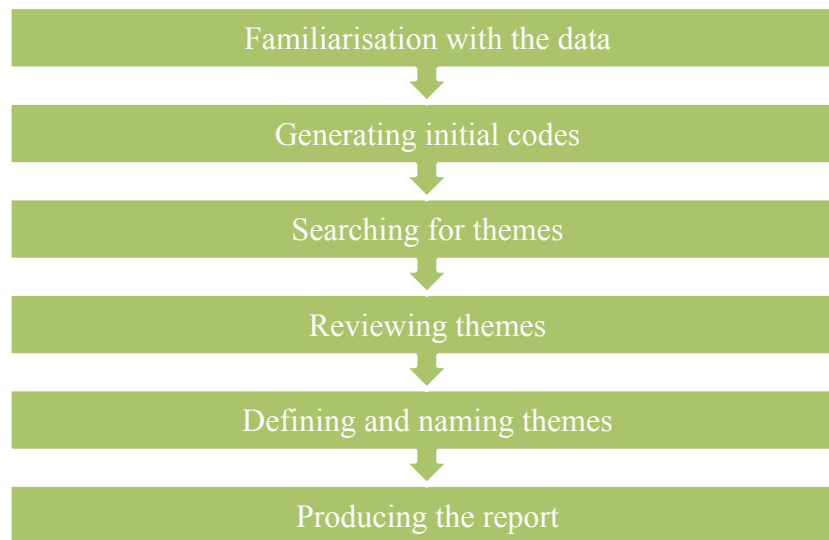 Familiarisation with the data
Generating initial codes
Searching for themes
Reviewing themes
Defining and naming themes
Producing the report